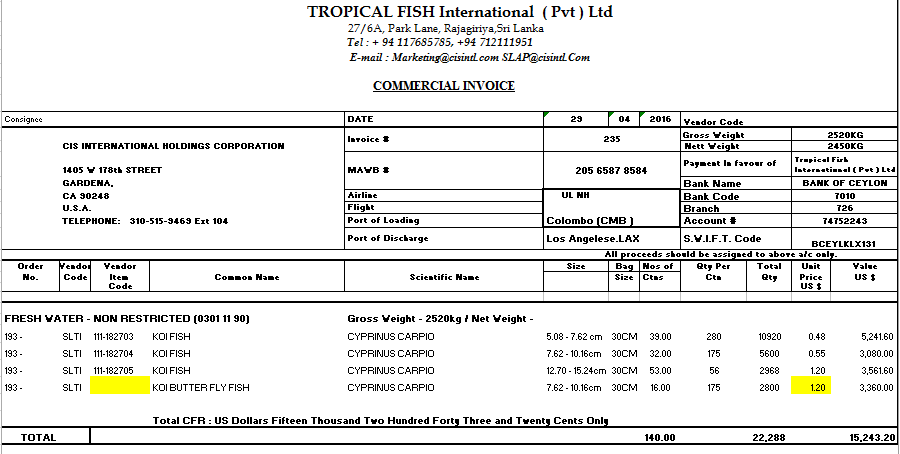 TROPICAL FISH International ( Pvt ) Ltd
27/6A, Park Lane, Rajagiriya,Sri Lanka
Tel : + 94 117685785, +94 712111951
E-mail : Marketing@cisintl.com SLAP@cisintl.Com
COMMERCIAL INVOICE
Consignee
CIS INTERNATIONAL HOLDINGS CORPORATION
1405 W 178th STREET
GARDENA,
CA 90248
U.S.A.
TELEPHONE: 310-515-9469 Ext 104
DATE 29 04 2016
Invoice # 235
MAWB # 205 6587 8584
Airline UL NH
Flight
Port of Loading Colombo (CMB )
Port of Discharge Los Angelese.LAX
Vendor Code
Gross Weight 2520KG
Nett Weight 2450KG
Payment In favour of Tropical Fish
International ( Pvt ) Ltd
Bank Name BANK OF CEYLON
Bank Code 7010
Branch 726
Account # 74752243
S.W.I.F.T. Code BCEYLKLX131
All proceeds should be assigned to above a/c only.
Order No. Vendor Code Vendor Item Code Common Name Scientific Name Size Bag Size Nos of Ctns Qty Per Ctn Total Qty Unit Price US $ Value US $
FRESH WATER - NON RESTRICTED (0301 11 90) Gross Weight - 2520kg / Net Weight -
193 - SLTI 111-182703 KOI FISH CYPRINUS CARPIO 5.08 - 7.62 cm 30CM 39.00 280 10920 0.48 5,241.60
193 - SLTI 111-182704 KOI FISH CYPRINUS CARPIO 7.62 - 10.16cm 30CM 32.00 175 5600 0.55 3,080.00
193 - SLTI 111-182705 KOI FISH CYPRINUS CARPIO 12.70 - 15.24cm 30CM 53.00 56 2968 1.20 3,561.60
193 - SLTI KOI BUTTER FLY FISH CYPRINUS CARPIO 7.62 - 10.16cm 30CM 16.00 175 2800 1.20 3,360.00
Total CFR : US Dollars Fifteen Thousand Two Hundred Forty Three and Twenty Cents Only
TOTAL 140.00 22,288 15,243.20